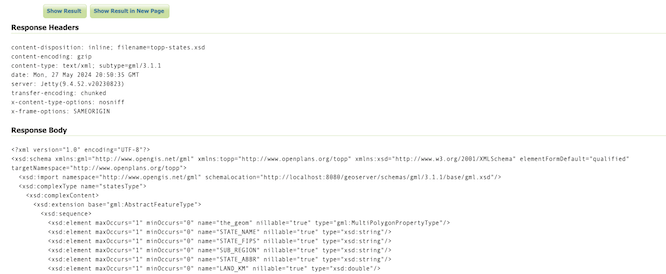 Show Result Show Result in New Page
Response Headers
content-disposition: inline; filename=topp-states.xsd
content-encoding: gzip
content-type: text/xml; subtype=gml/3.1.1
date: Mon, 27 May 2024 20:50:35 GMT
server: Jetty(9.4.52.v20230823)
transfer-encoding: chunked
x-content-type-options: nosniff
x-frame-options: SAMEORIGIN
Response Body
<?xml version="1.0" encoding="UTF-8"?>
<xsd:schema xmlns:gml="http://www.opengis.net/gml" xmlns:topp="http://www.openplans.org/topp" xmlns:xsd="http://www.w3.org/2001/XMLSchema" elementFormDefault="qualified"
targetNamespace="http://www.openplans.org/topp">
<xsd:import namespace="http://www.opengis.net/gml" schemaLocation="http://localhost:8080/geoserver/schemas/gml/3.1.1/base/gml.xsd"/>
<xsd:complexType name="statesType">
<xsd:complexContent>
<xsd:extension base="gml:AbstractFeatureType">
<xsd:sequence>
<xsd:element maxOccurs="1" minOccurs="0" name="the_geom" nillable="true" type="gml:MultiPolygonPropertyType"/>
<xsd:element maxOccurs="1" minOccurs="0" name="STATE_NAME" nillable="true" type="xsd:string"/>
<xsd:element maxOccurs="1" minOccurs="0" name="STATE_FIPS" nillable="true" type="xsd:string"/>
<xsd:element maxOccurs="1" minOccurs="0" name="SUB_REGION" nillable="true" type="xsd:string"/>
<xsd:element maxOccurs="1" minOccurs="0" name="STATE_ABBR" nillable="true" type="xsd:string"/>
<xsd:element maxOccurs="1" minOccurs="0" name="LAND_KM" nillable="true" type="xsd:double"/>